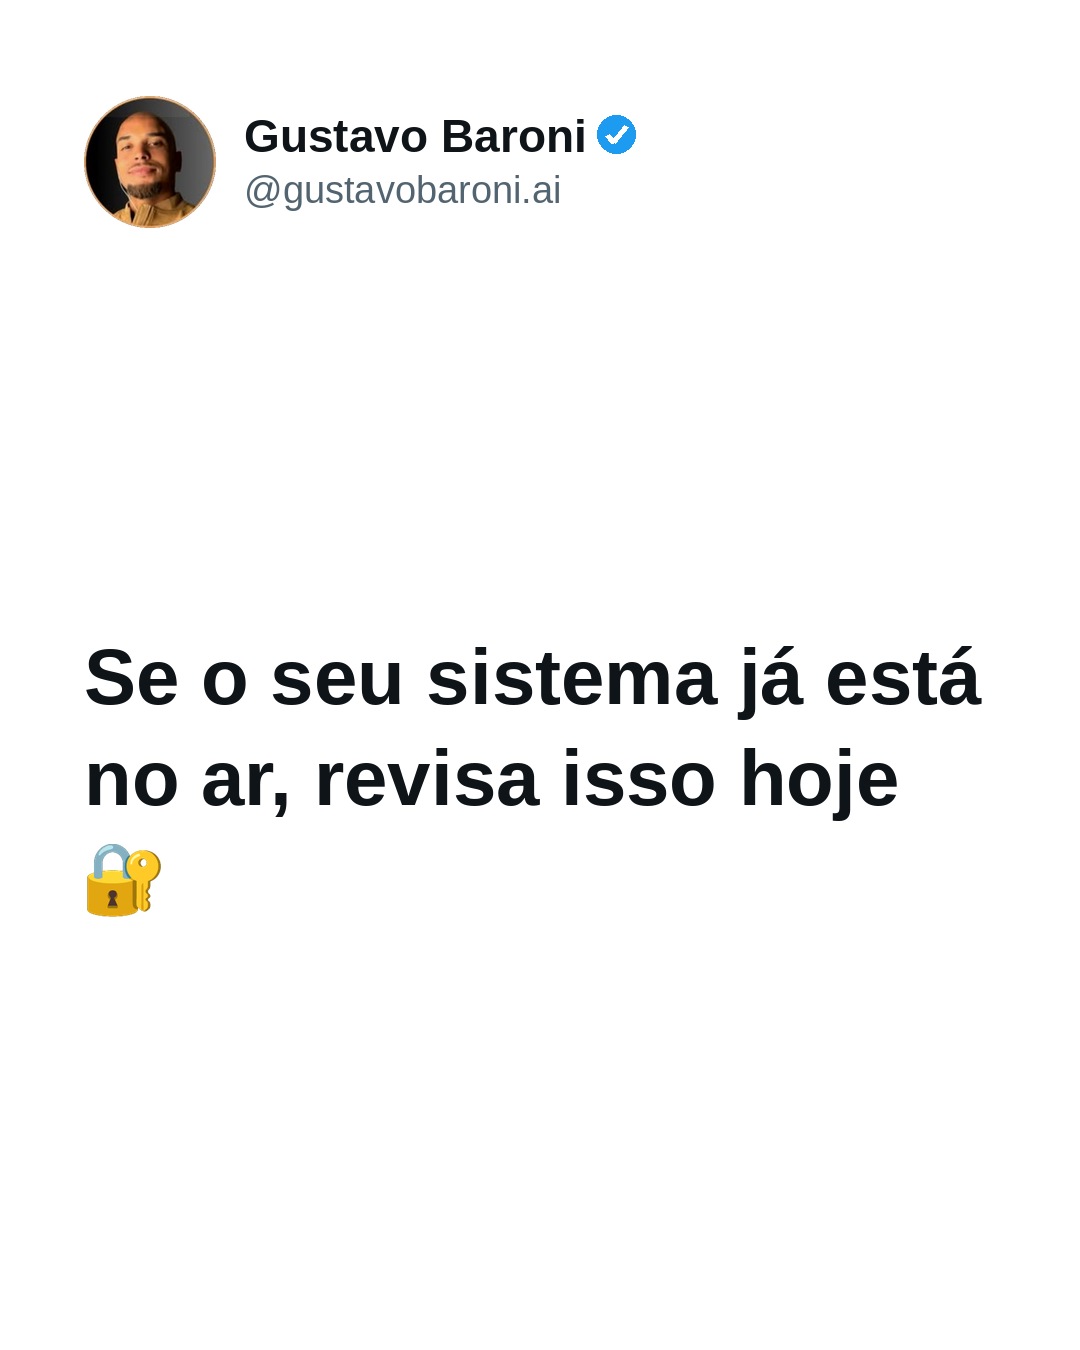 Gustavo Baroni
@gustavobaroni.ai
Se o seu sistema já está
no ar, revisa isso hoje
🔐